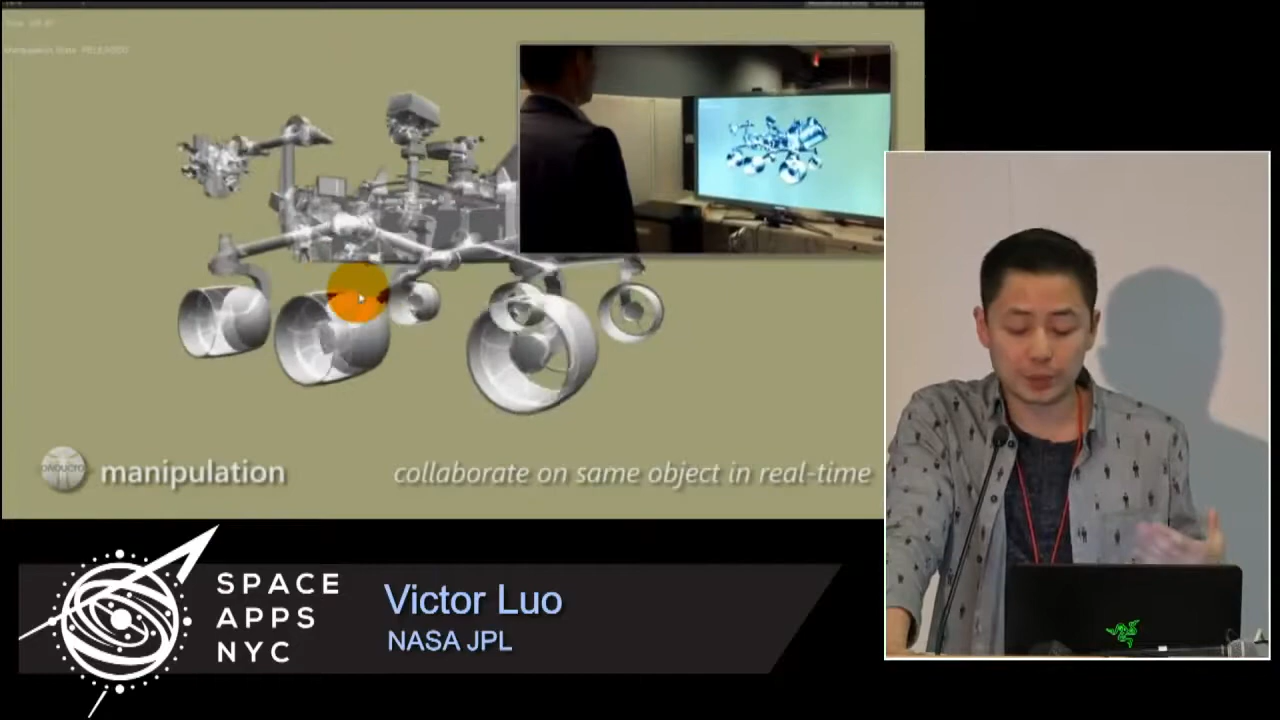 manipulation
collaborate on same object in real-time
SPACE
APPS
NYC
Victor Luo
NASA JPL